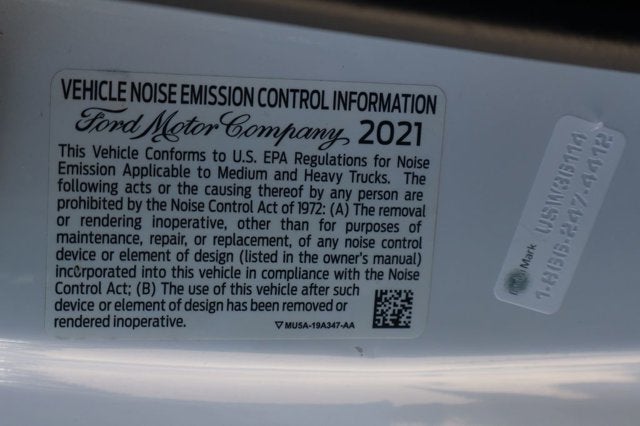 VEHICLE NOISE EMISSION CONTROL INFORMATION
Ford Motor Company 2021
This Vehicle Conforms to U.S. EPA Regulations for Noise
Emission Applicable to Medium and Heavy Trucks. The
following acts or the causing thereof by any person are
prohibited by the Noise Control Act of 1972: (A) The removal
or rendering inoperative, other than for purposes of
maintenance, repair, or replacement, of any noise control
device or element of design (listed in the owner's manual)
incorporated into this vehicle in compliance with the Noise
Control Act; (B) The use of this vehicle after such
device or element of design has been removed or
rendered inoperative.
MU5A-19A347-AA
Mark
1-866-247-4412